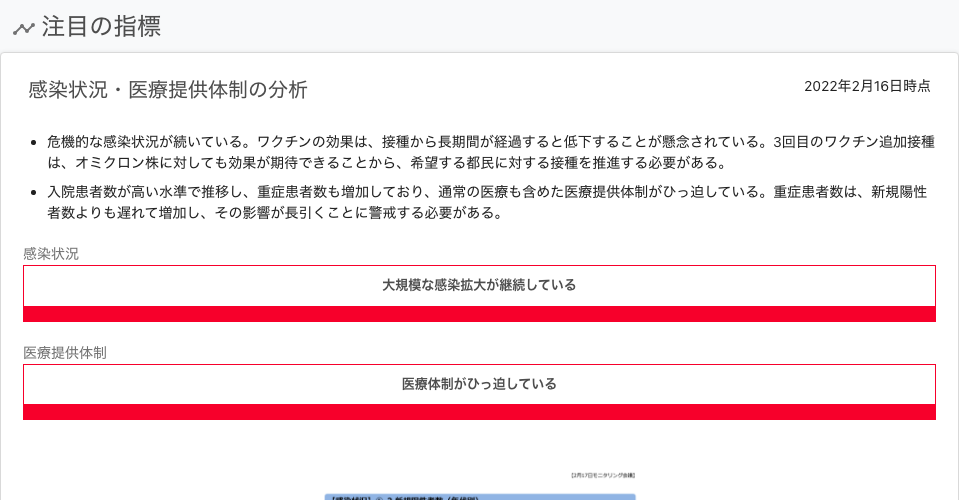 注目の指標
感染状況・医療提供体制の分析
2022年2月16日時点
危機的な感染状況が続いている。ワクチンの効果は、接種から長期間が経過すると低下することが懸念されている。3回目のワクチン追加接種
は、オミクロン株に対しても効果が期待できることから、希望する都民に対する接種を推進する必要がある。
入院患者数が高い水準で推移し、重症患者数も増加しており、通常の医療も含めた医療提供体制がひっ迫している。重症患者数は、新規陽性
者数よりも遅れて増加し、その影響が長引くことに警戒する必要がある。
感染状況
大規模な感染拡大が継続している
医療提供体制
医療体制がひっ迫している
【2月17日モニタリング会議】